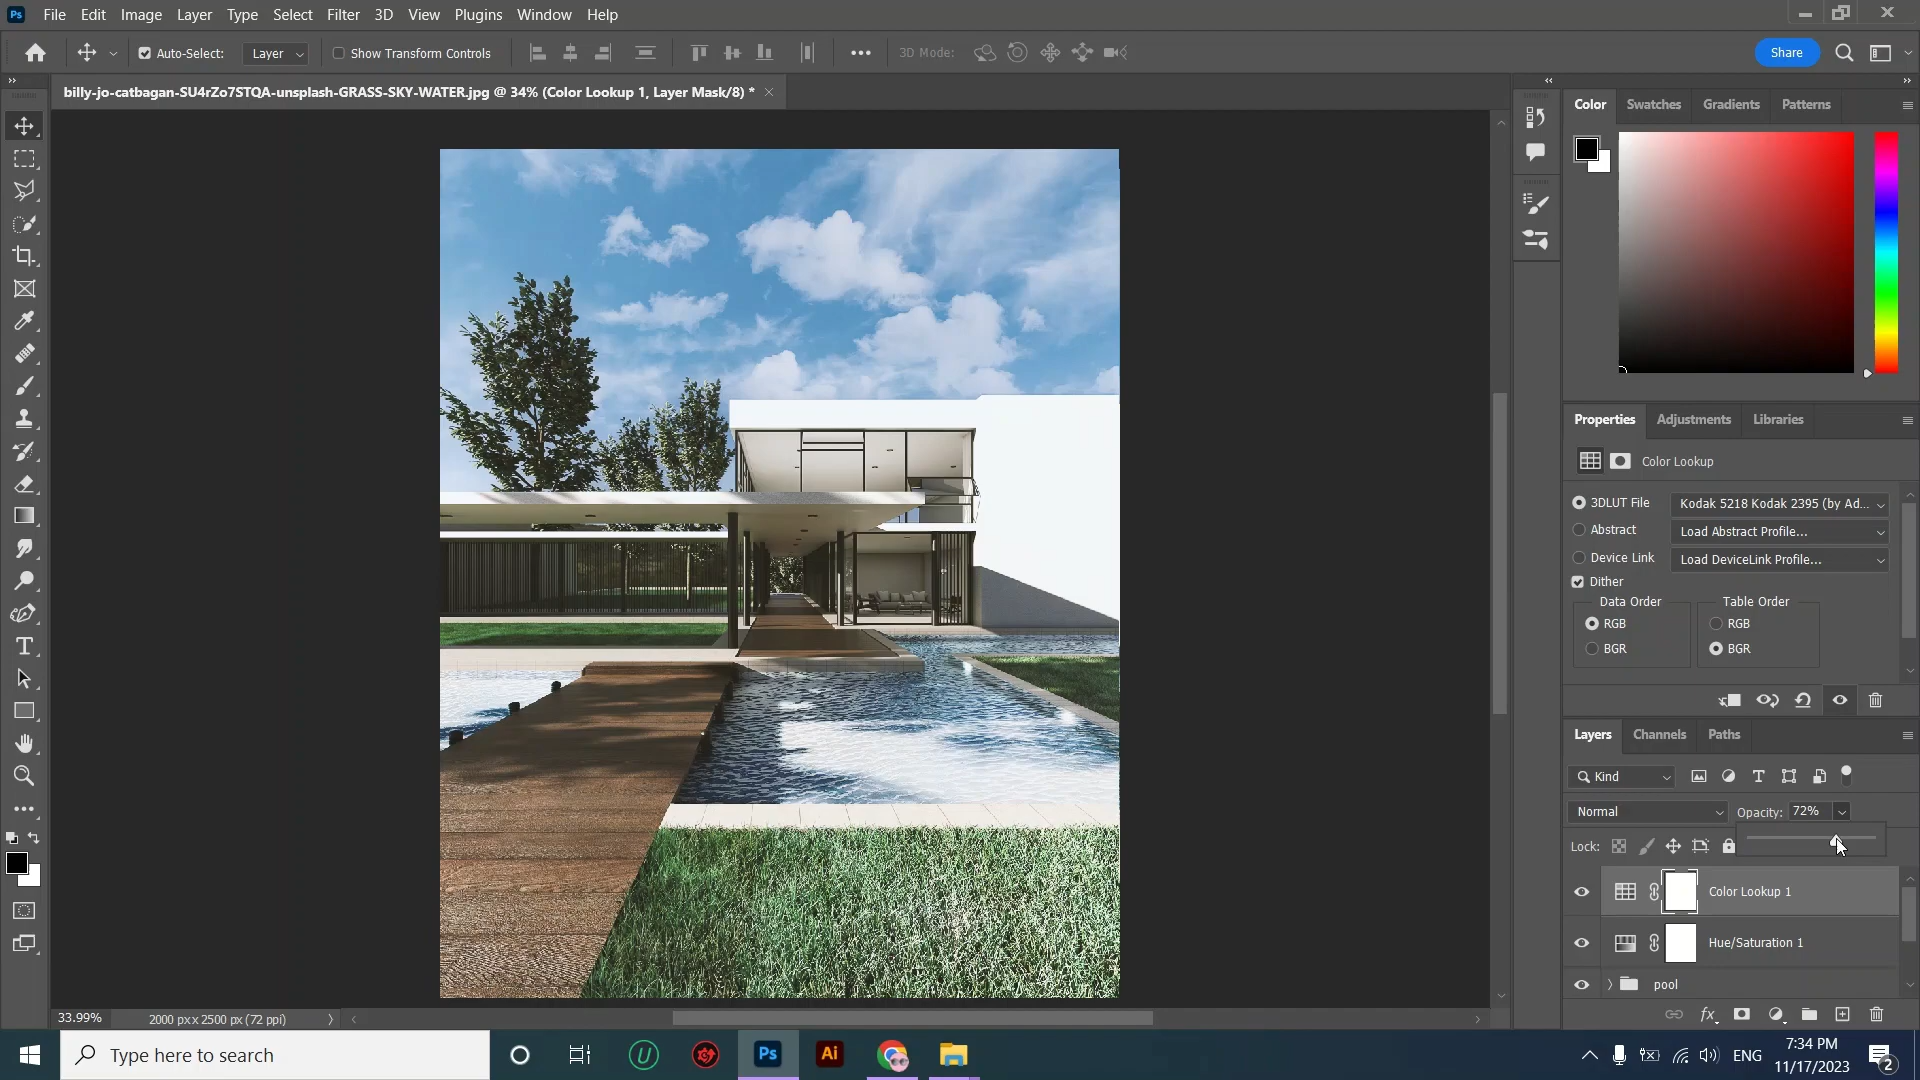 Ps File Edit Image Layer Type Select Filter 3D View Plugins Window Help
Auto-Select: Layer Show Transform Controls 3D Mode: Share
billy-jo-catbagan-SU4rZo7STQA-unsplash-GRASS-SKY-WATER.jpg @ 34% (Color Lookup 1, Layer Mask/8) *
Color Swatches Gradients Patterns
Properties Adjustments Libraries
Color Lookup
3DLUT File Kodak 5218 Kodak 2395 (by Ad...
Abstract Load Abstract Profile...
Device Link Load DeviceLink Profile...
Dither
Data Order Table Order
RGB RGB
BGR BGR
Layers Channels Paths
Kind
Normal Opacity: 72%
Lock:
Color Lookup 1
Hue/Saturation 1
pool
fx
33.99% 2000 px x 2500 px (72 ppi)
Type here to search
Ps Ai
ENG
7:34 PM
11/17/2023
2